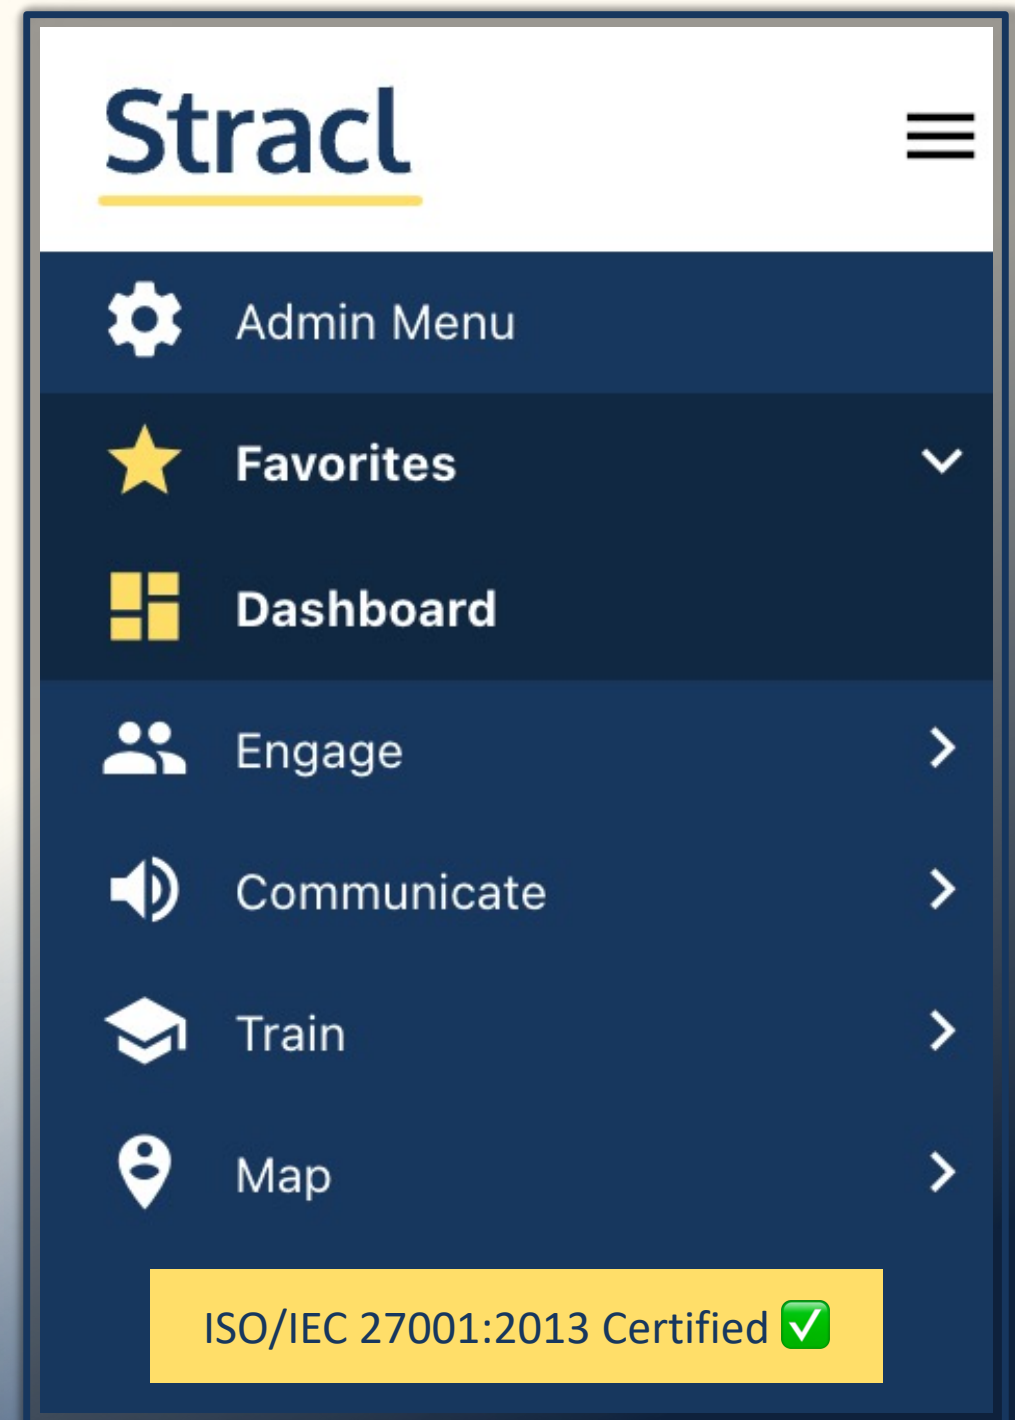 Stracl
Admin Menu
Favorites
Dashboard
Engage
Communicate
Train
Map
ISO/IEC 27001:2013 Certified ✅